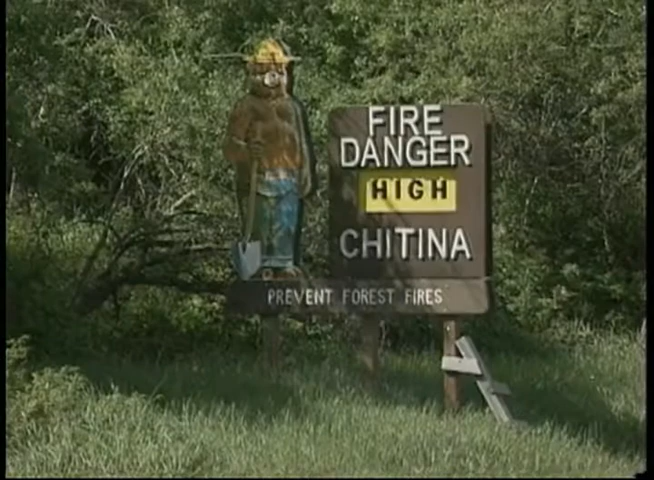 FIRE
DANGER
HIGH
CHITINA
PREVENT FOREST FIRES